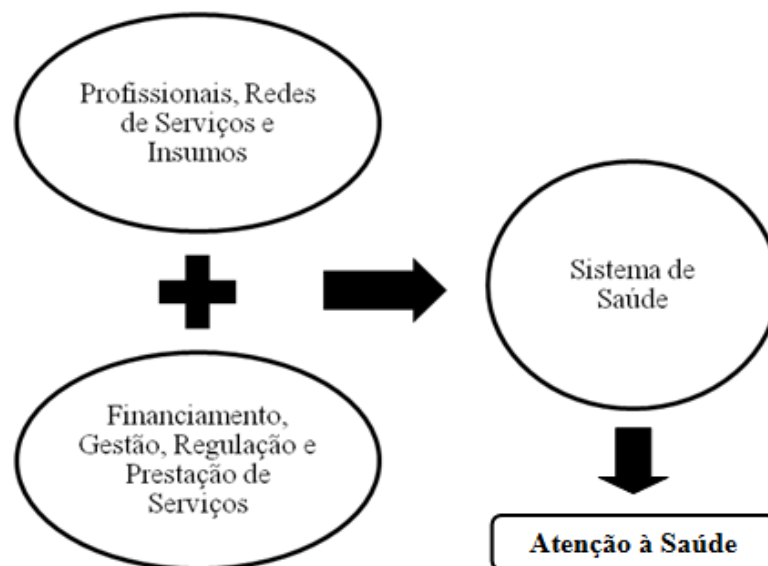 Profissionais, Redes
de Serviços e
Insumos
Sistema de
Saúde
Financiamento,
Gestão, Regulação e
Prestação de
Serviços
Atenção à Saúde